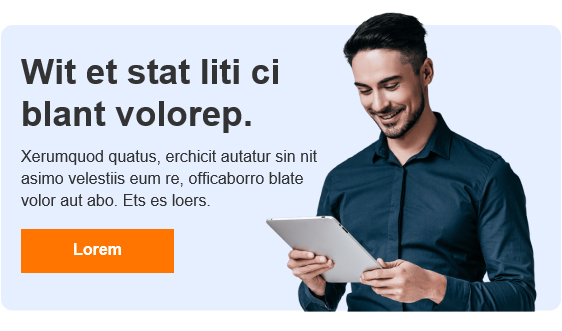 Wit et stat liti ci
blant volorep.
Xerumquod quatus, erchicit autatur sin nit
asimo velestiis eum re, officaborro blate
volor aut abo. Ets es loers.
Lorem